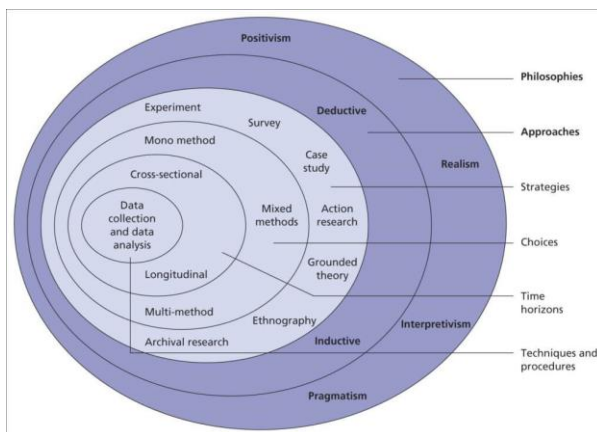 Positivism
Philosophies
Experiment
Deductive
Survey
Approaches
Mono method
Case
study
Realism
Cross-sectional
Strategies
Data
collection
and data
analysis
Mixed
methods
Action
research
Choices
Grounded
theory
Longitudinal
Time
horizons
Multi-method
Ethnography
Interpretivism
Archival research
Inductive
Techniques and
procedures
Pragmatism